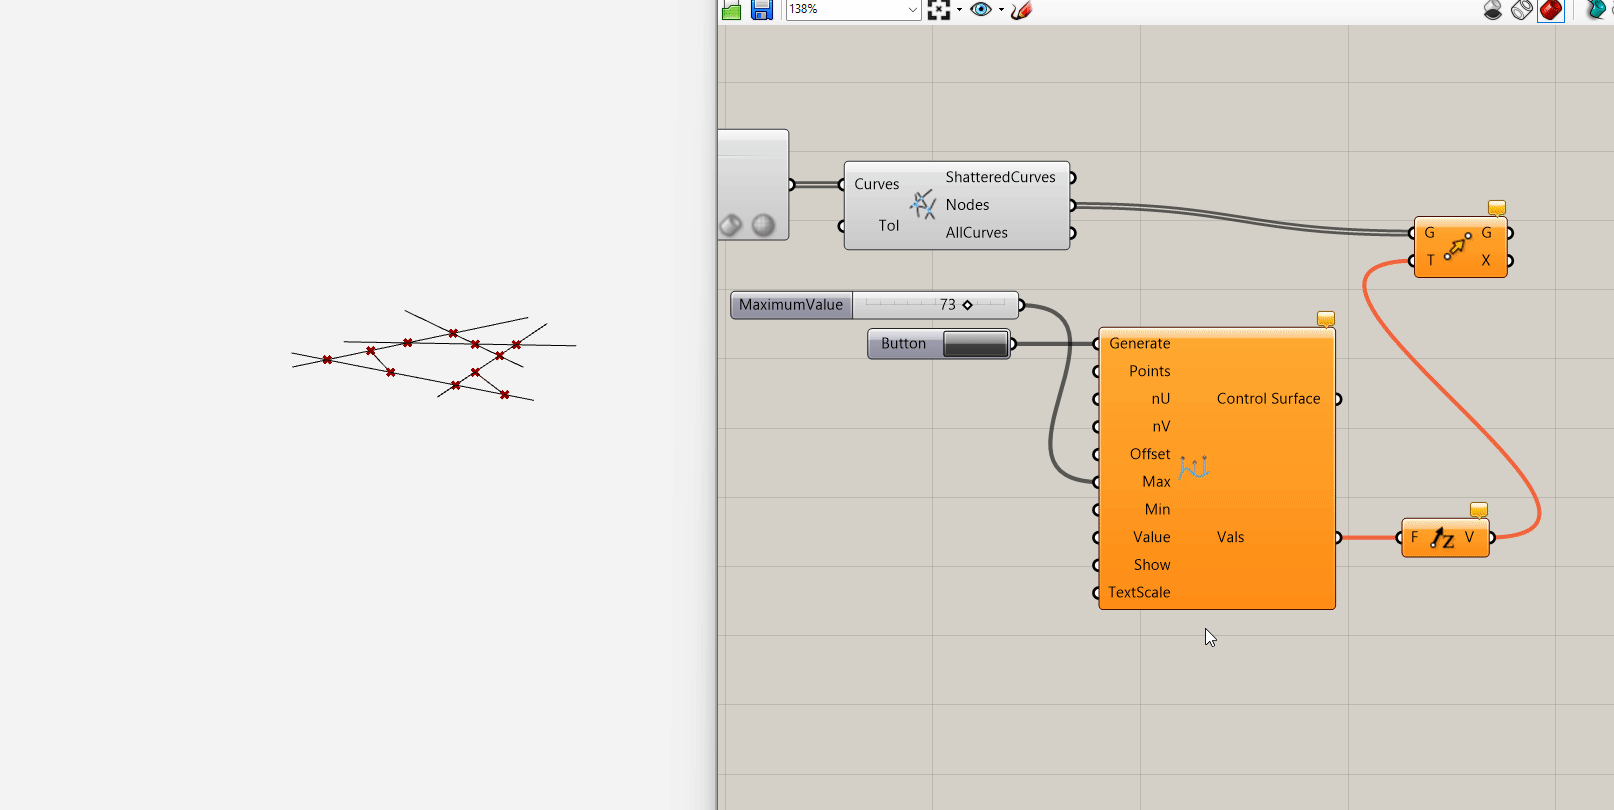 138%
Curves
Tol
ShatteredCurves
Nodes
AllCurves
G
T
G
X
MaximumValue
73
Button
Generate
Points
nU
nV
Offset
Max
Min
Value
Show
TextScale
Control Surface
Vals
F
Z
V